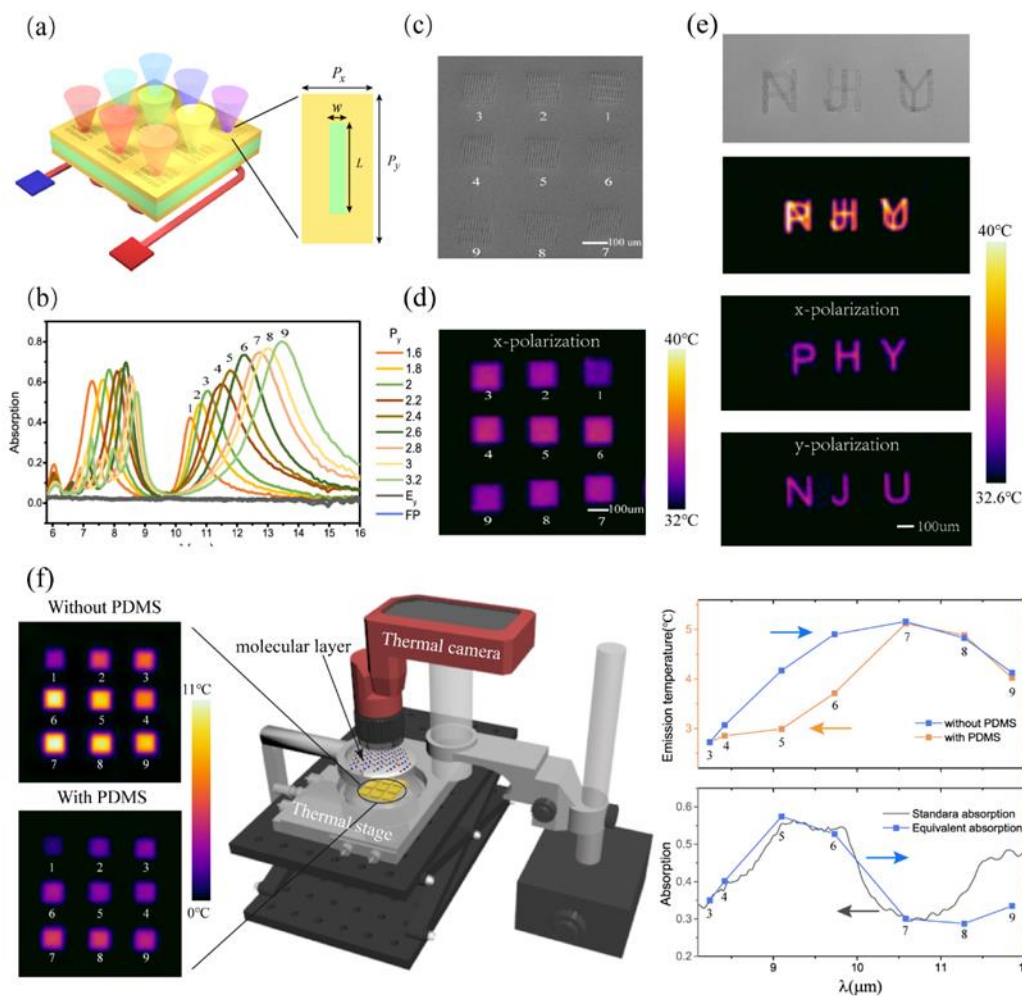 (a)
P_x
w
L
P_y
(b)
Absorption
0.8
0.6
0.4
0.2
0.0
1 2 3 4 5 6 7 8 9
6 7 8 9 10 11 12 13 14 15 16
P_y
1.6
1.8
2
2.2
2.4
2.6
2.8
3
3.2
E_y
FP
(c)
3 2 1
4 5 6
9 8 7
100 um
(d)
x-polarization
3 2 1
4 5 6
9 8 7
100um
40℃
32℃
(e)
N J U
P H Y
x-polarization
P H Y
y-polarization
N J U
100um
40℃
32.6℃
(f)
Without PDMS
1 2 3
6 5 4
7 8 9
With PDMS
1 2 3
6 5 4
7 8 9
11℃
0℃
molecular layer
Thermal camera
Thermal stage
Emission temperature(℃)
5
4
3
2
3 4 5 6 7 8 9
without PDMS
with PDMS
Absorption
0.6
0.5
0.4
0.3
0.2
3 4 5 6 7 8 9
Standara absorption
Equivalent absorption
9 10 11
λ(μm)